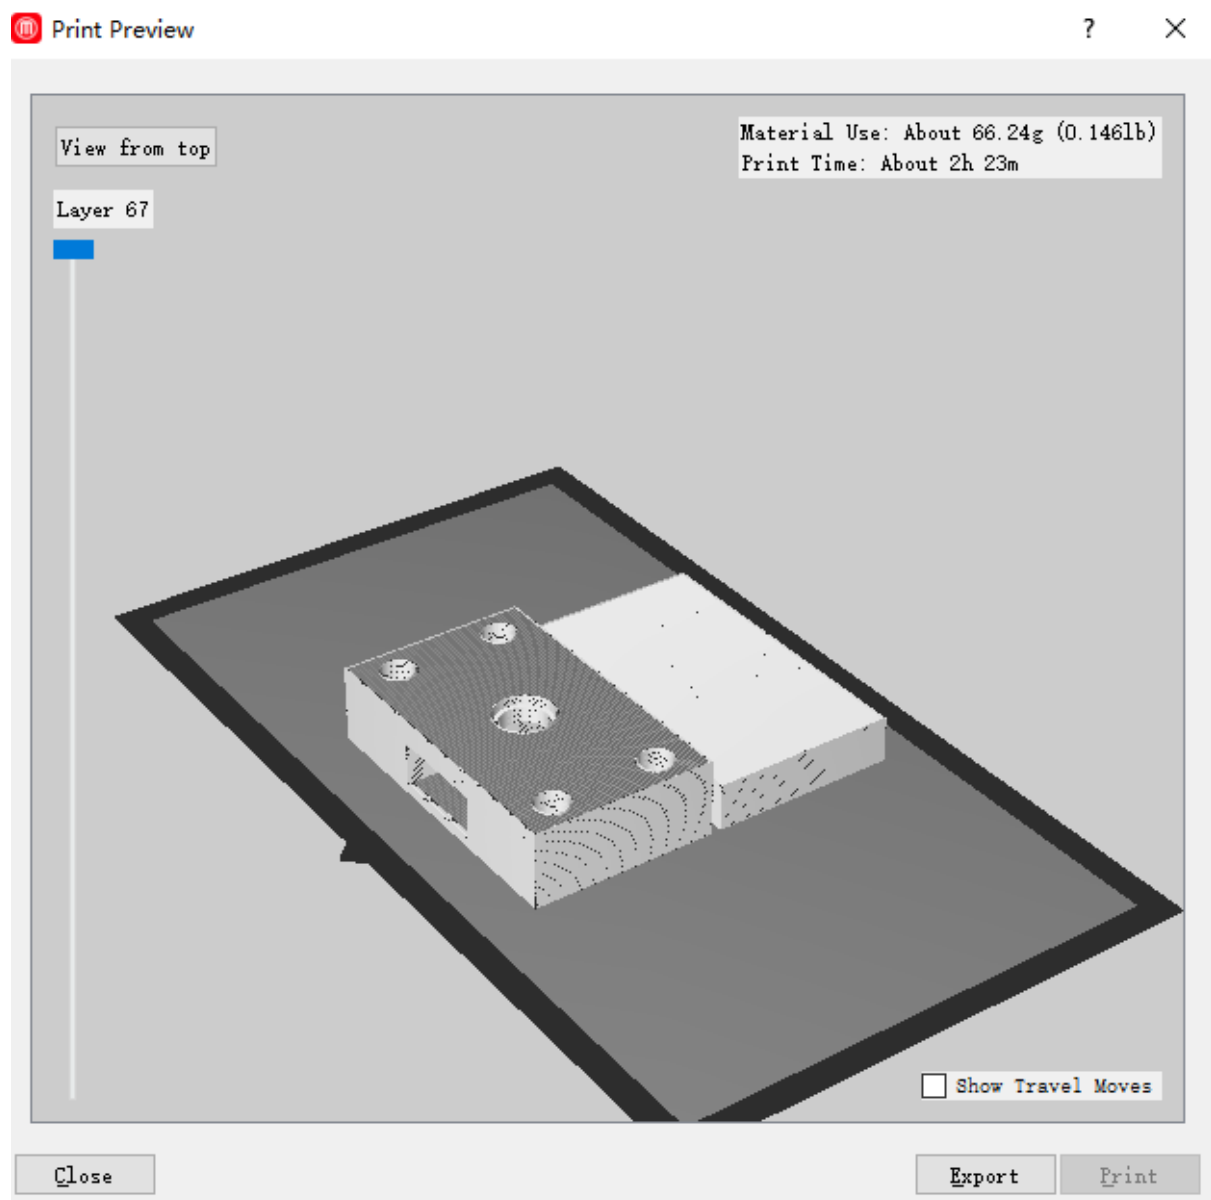 Print Preview
?
View from top
Material Use: About 66.24g (0.146lb)
Print Time: About 2h 23m
Layer 67
Show Travel Moves
Close
Export
Print